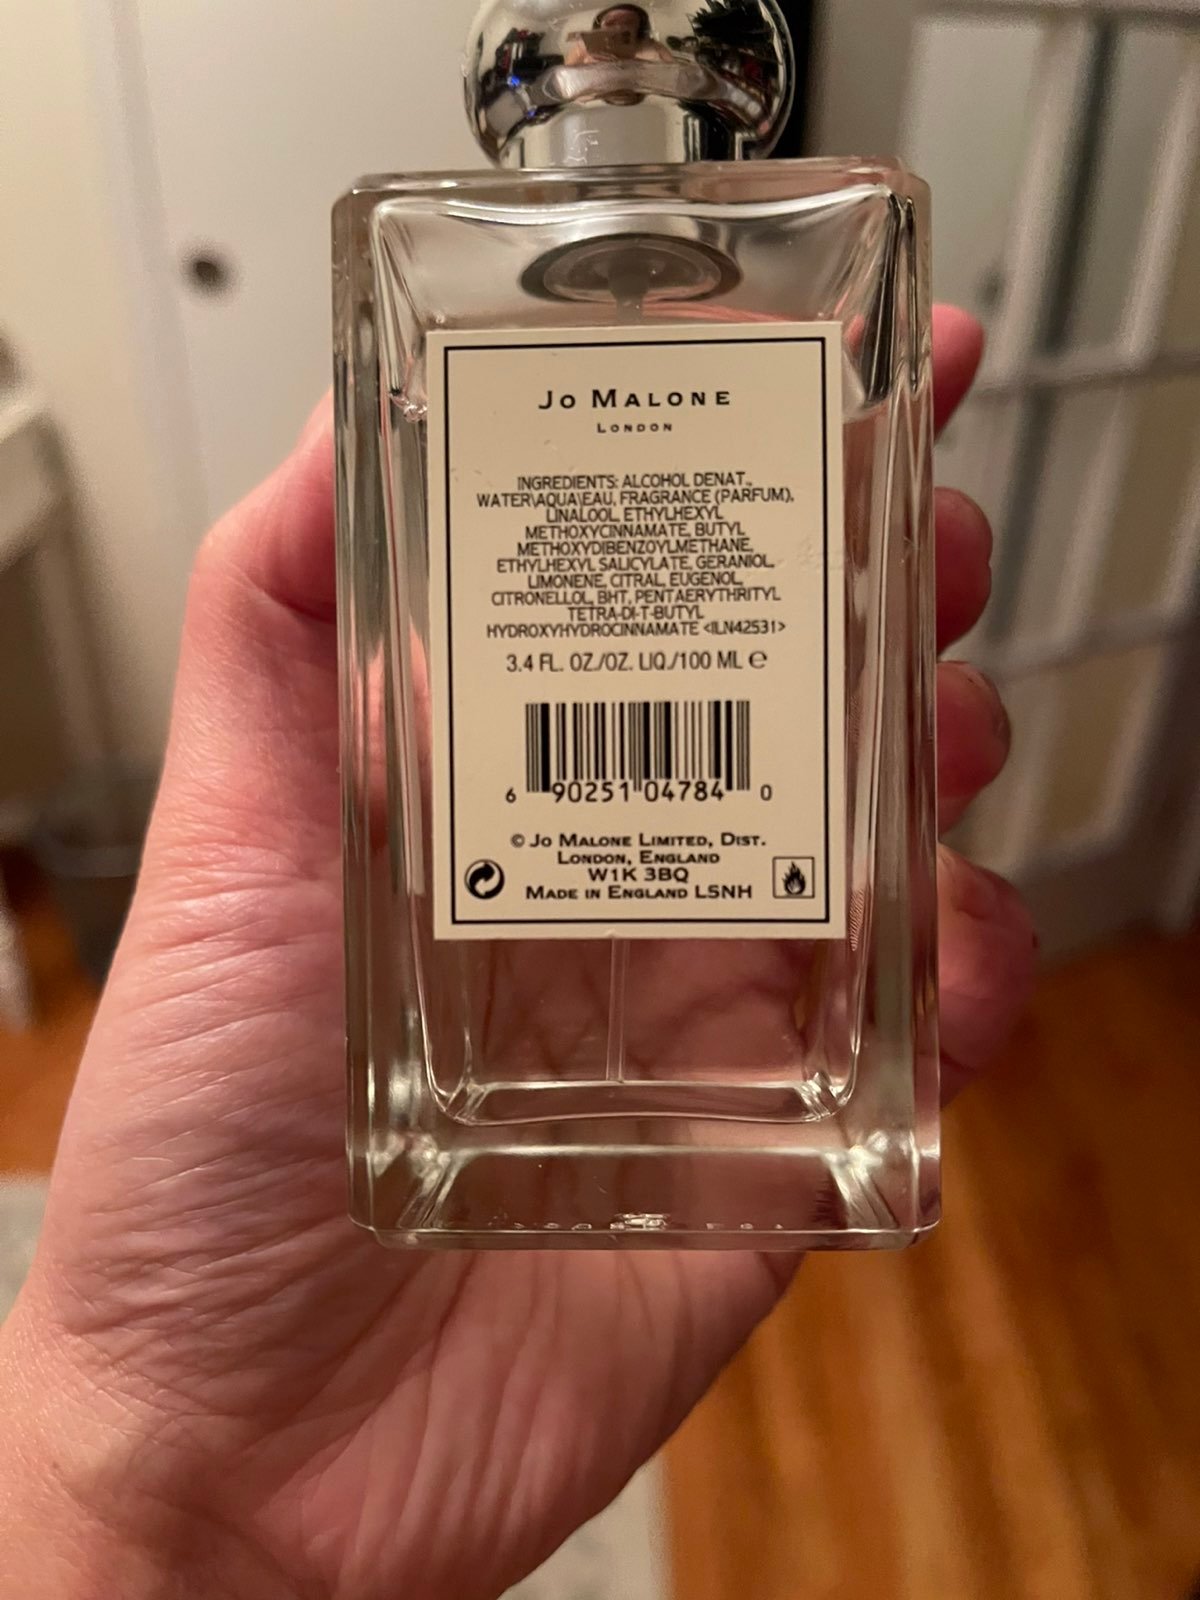 JO MALONE
LONDON
INGREDIENTS: ALCOHOL DENAT.,
WATER\AQUA\EAU, FRAGRANCE (PARFUM),
LINALOOL, ETHYLHEXYL
METHOXYCINNAMATE, BUTYL
METHOXYDIBENZOYLMETHANE,
ETHYLHEXYL SALICYLATE, GERANIOL,
LIMONENE, CITRAL, EUGENOL,
CITRONELLOL, BHT, PENTAERYTHRITYL
TETRA-DI-T-BUTYL
HYDROXYHYDROCINNAMATE <ILN42531>
3.4 FL. OZ./OZ. LIQ./100 ML ℮
6 90251 04784 0
© JO MALONE LIMITED, DIST.
LONDON, ENGLAND
W1K 3BQ
MADE IN ENGLAND L5NH